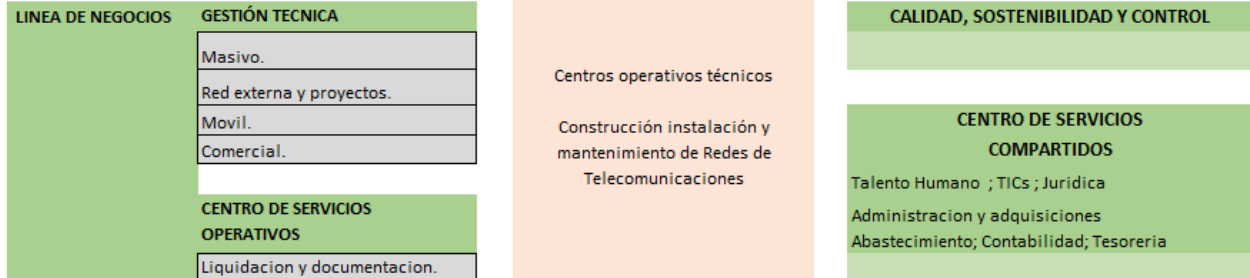 LINEA DE NEGOCIOS
GESTIÓN TECNICA
Masivo.
Red externa y proyectos.
Movil.
Comercial.
CENTRO DE SERVICIOS
OPERATIVOS
Liquidacion y documentacion.
Centros operativos técnicos
Construcción instalación y
mantenimiento de Redes de
Telecomunicaciones
CALIDAD, SOSTENIBILIDAD Y CONTROL
CENTRO DE SERVICIOS
COMPARTIDOS
Talento Humano  ; TICs ; Juridica
Administracion y adquisiciones
Abastecimiento; Contabilidad; Tesoreria